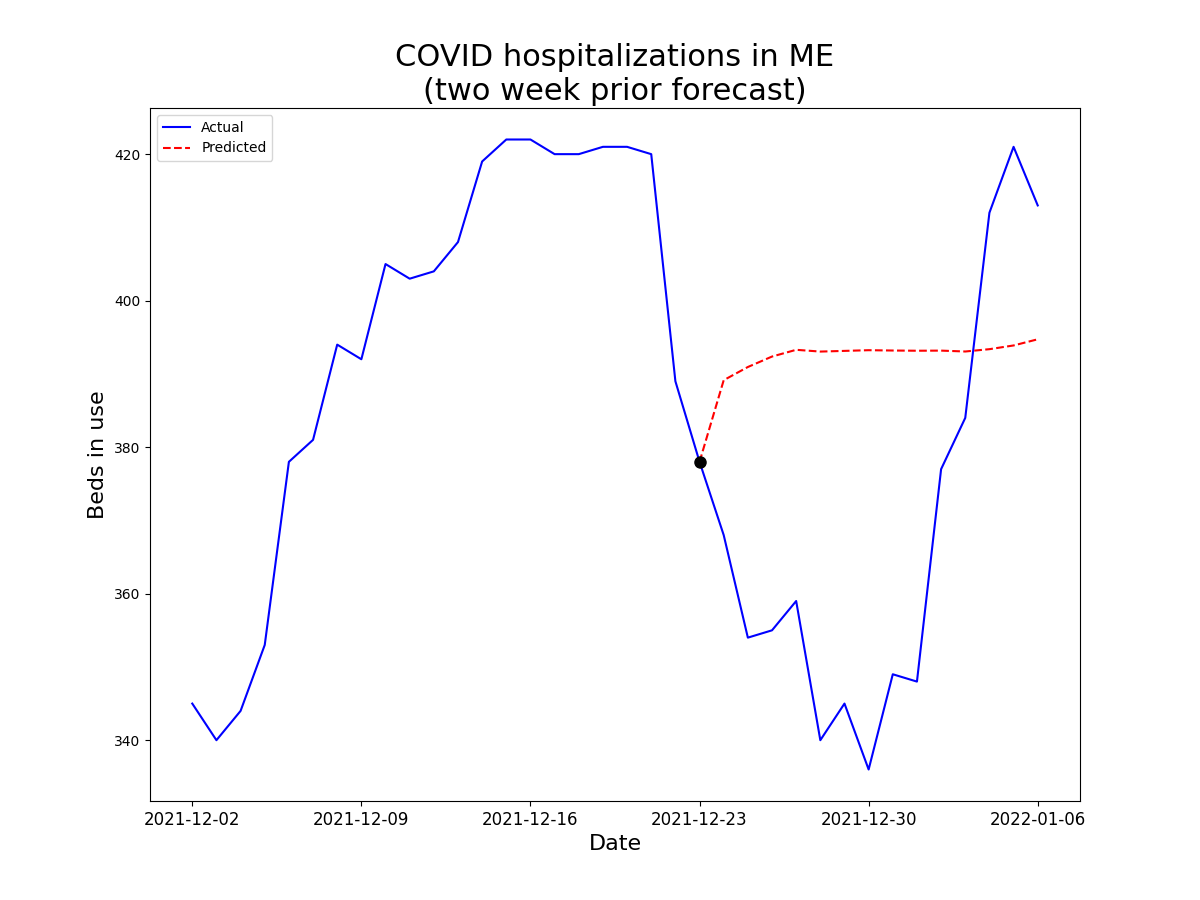 COVID hospitalizations in ME
(two week prior forecast)
Actual
Predicted
420
400
380
360
340
Beds in use
2021-12-02
2021-12-09
2021-12-16
2021-12-23
2021-12-30
2022-01-06
Date